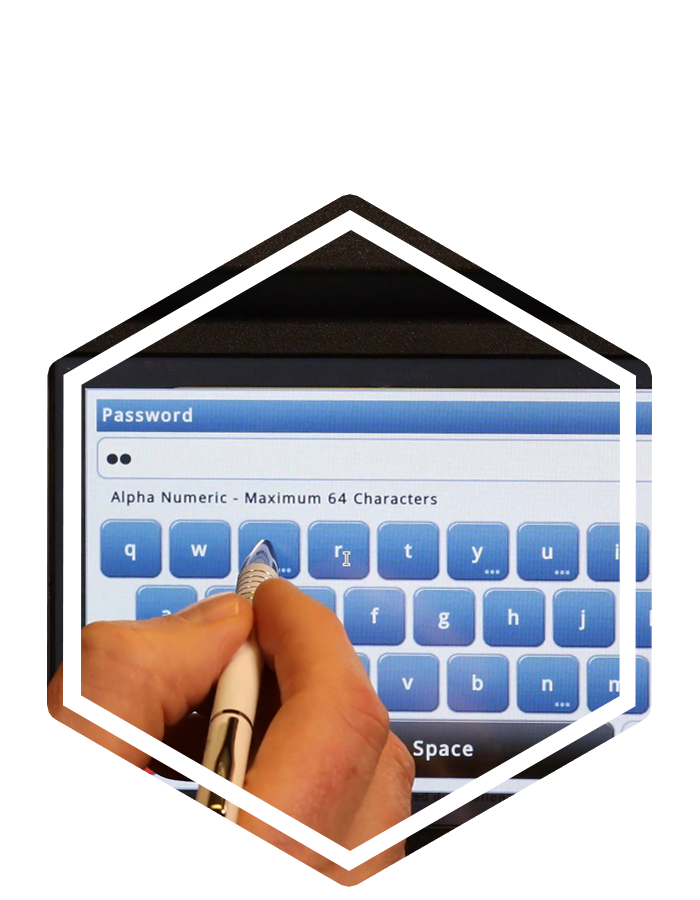 Password
●●
Alpha Numeric - Maximum 64 Characters
q w r t y ... u ... i
f g h j
v b n ... m
Space